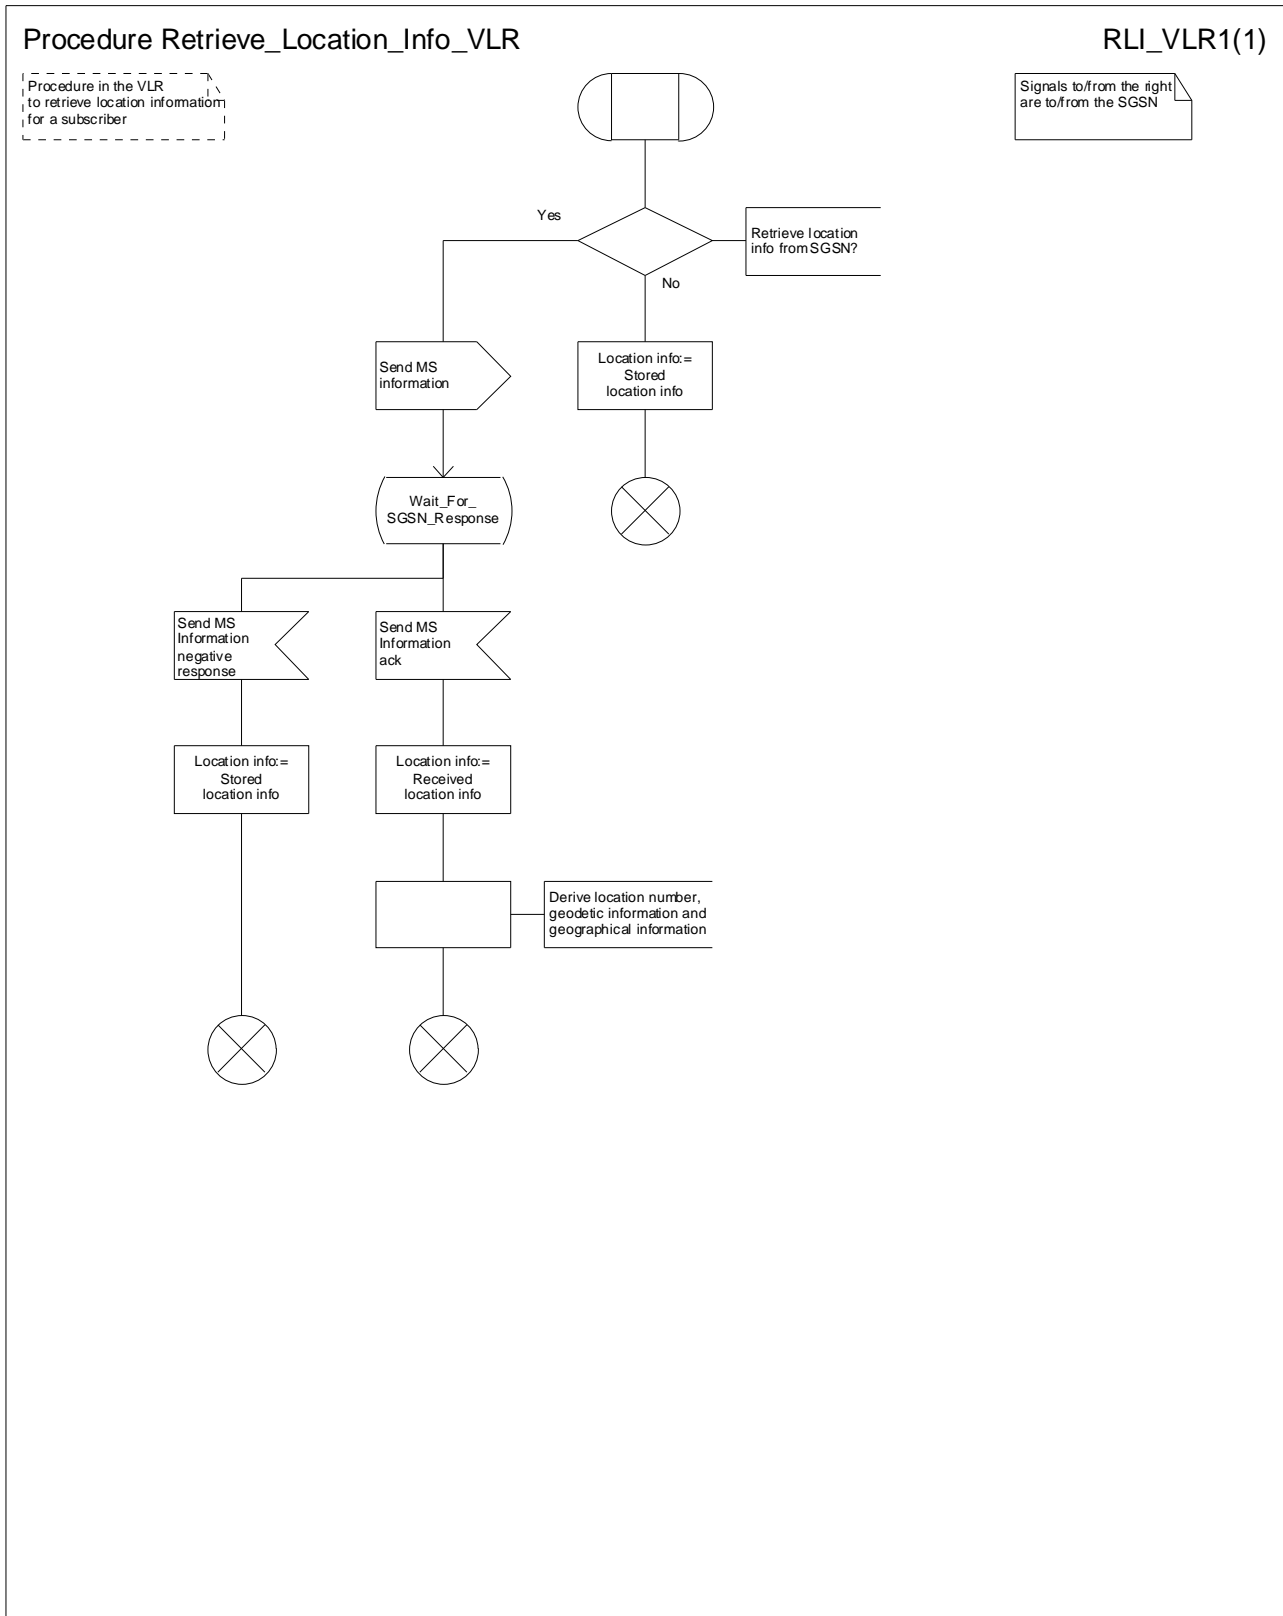 Procedure Retrieve_Location_Info_VLR
RLI_VLR1(1)
Procedure in the VLR
to retrieve location information
for a subscriber
Signals to/from the right
are to/from the SGSN
Yes
Retrieve location
info from SGSN?
No
Send MS
information
Location info:=
Stored
location info
Wait_For_
SGSN_Response
Send MS
Information
negative
response
Send MS
Information
ack
Location info:=
Stored
location info
Location info:=
Received
location info
Derive location number,
geodetic information and
geographical information